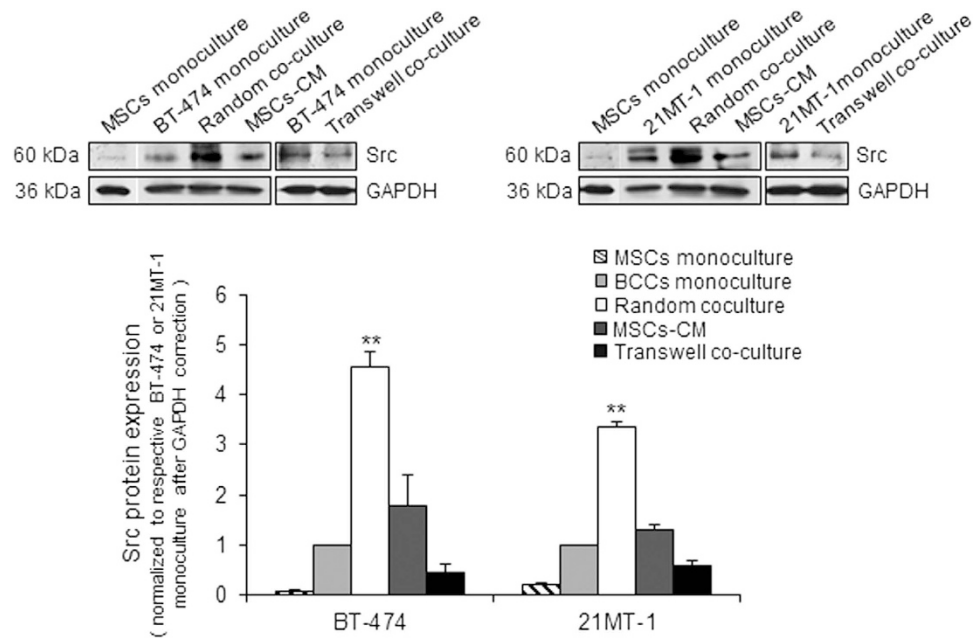 MSCs monoculture
BT-474 monoculture
Random co-culture
MSCs-CM
BT-474 monoculture
Transwell co-culture
60 kDa
Src
36 kDa
GAPDH
MSCs monoculture
21MT-1 monoculture
Random co-culture
MSCs-CM
21MT-1monoculture
Transwell co-culture
60 kDa
Src
36 kDa
GAPDH
MSCs monoculture
BCCs monoculture
Random coculture
MSCs-CM
Transwell co-culture
Src protein expression
( normalized to respective BT-474 or 21MT-1
monoculture after GAPDH correction)
6
5
4
3
2
1
0
**
**
BT-474
21MT-1